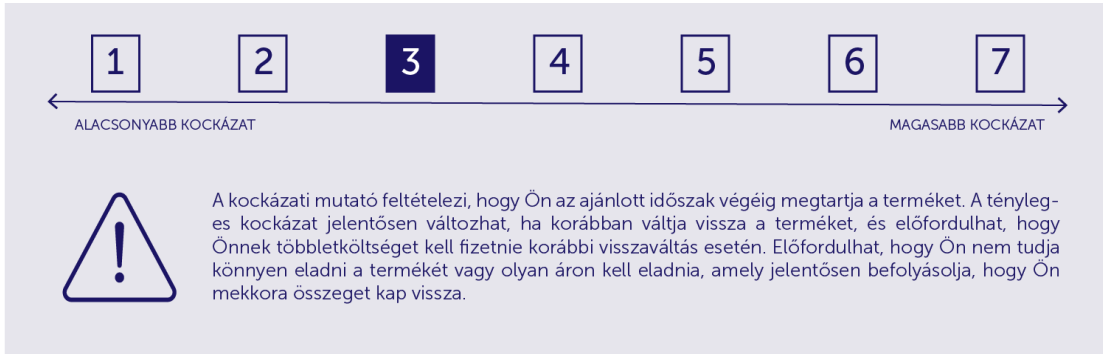 1 2 3 4 5 6 7
ALACSONYABB KOCKÁZAT MAGASABB KOCKÁZAT
A kockázati mutató feltételezi, hogy Ön az ajánlott időszak végéig megtartja a terméket. A tényleg-
es kockázat jelentősen változhat, ha korábban váltja vissza a terméket, és előfordulhat, hogy
Önnek többletköltséget kell fizetnie korábbi visszaváltás esetén. Előfordulhat, hogy Ön nem tudja
könnyen eladni a termékét vagy olyan áron kell eladnia, amely jelentősen befolyásolja, hogy Ön
mekkora összeget kap vissza.